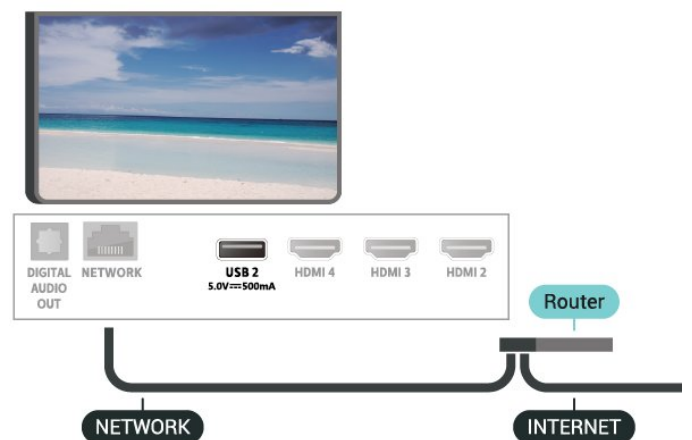 DIGITAL
AUDIO
OUT
NETWORK
USB 2
5.0V⎓500mA
HDMI 4
HDMI 3
HDMI 2
Router
NETWORK
INTERNET